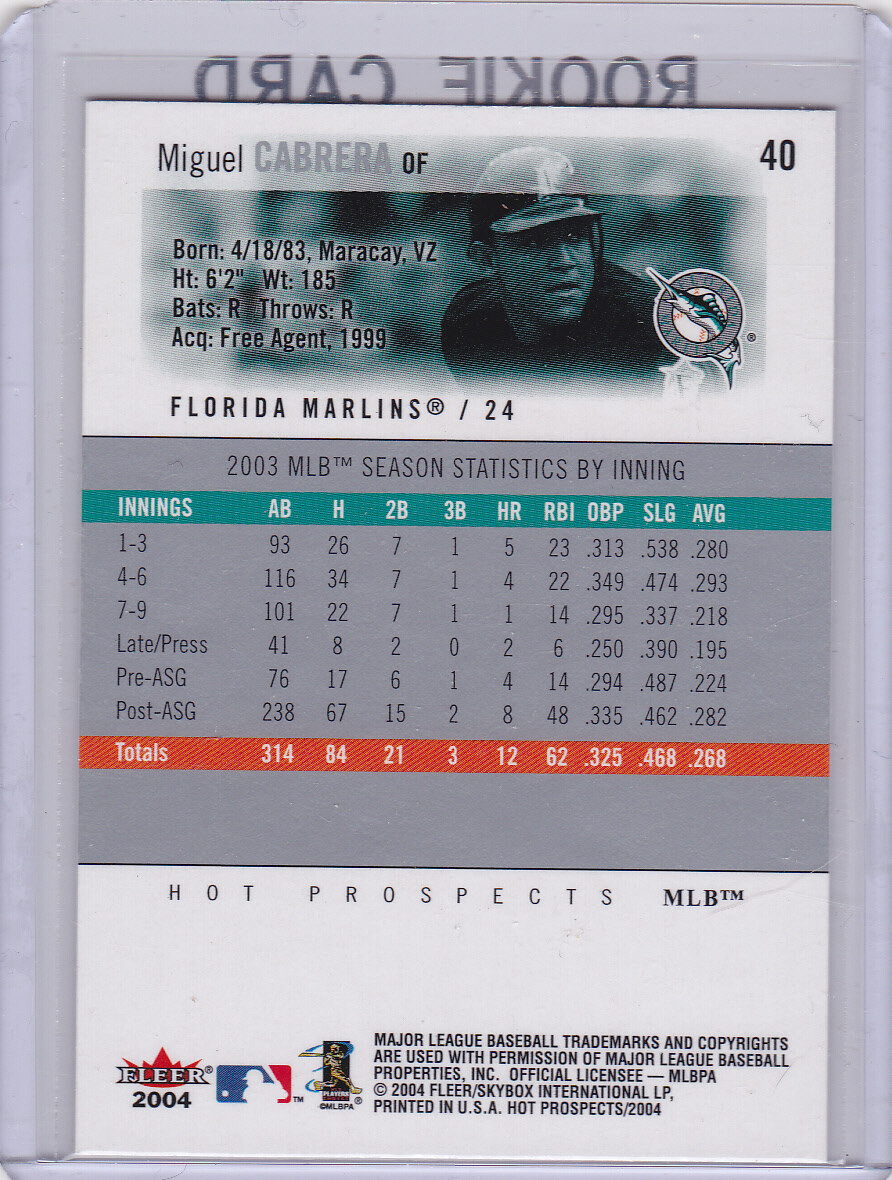 ROOKIE CARD
Miguel CABRERA OF
40
Born: 4/18/83, Maracay, VZ
Ht: 6'2" Wt: 185
Bats: R Throws: R
Acq: Free Agent, 1999
®
FLORIDA MARLINS® / 24
2003 MLB™ SEASON STATISTICS BY INNING
INNINGS AB H 2B 3B HR RBI OBP SLG AVG
1-3 93 26 7 1 5 23 .313 .538 .280
4-6 116 34 7 1 4 22 .349 .474 .293
7-9 101 22 7 1 1 14 .295 .337 .218
Late/Press 41 8 2 0 2 6 .250 .390 .195
Pre-ASG 76 17 6 1 4 14 .294 .487 .224
Post-ASG 238 67 15 2 8 48 .335 .462 .282
Totals 314 84 21 3 12 62 .325 .468 .268
HOT PROSPECTS MLB™
FLEER®
2004
™
PLAYERS
®
©MLBPA
MAJOR LEAGUE BASEBALL TRADEMARKS AND COPYRIGHTS
ARE USED WITH PERMISSION OF MAJOR LEAGUE BASEBALL
PROPERTIES, INC. OFFICIAL LICENSEE — MLBPA
© 2004 FLEER/SKYBOX INTERNATIONAL LP,
PRINTED IN U.S.A. HOT PROSPECTS/2004